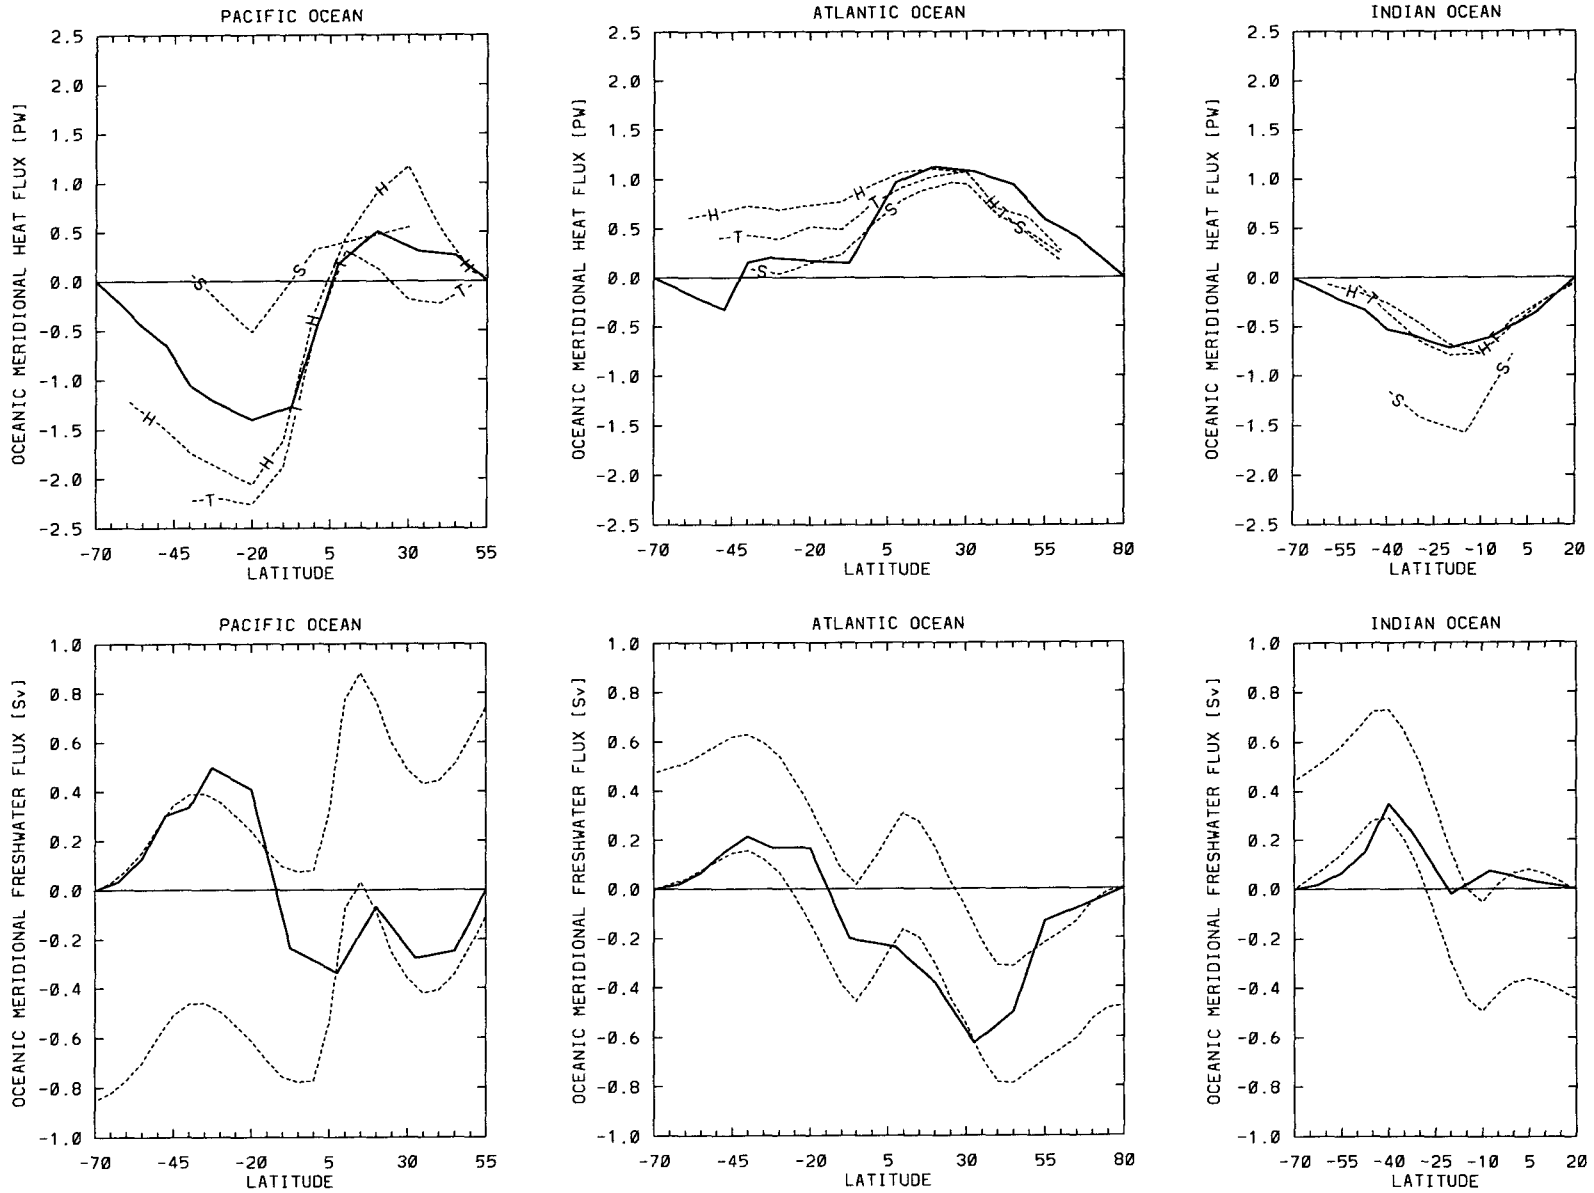 PACIFIC OCEAN
OCEANIC MERIDIONAL HEAT FLUX [PW]
2.5
2.0
1.5
1.0
0.5
0.0
-0.5
-1.0
-1.5
-2.0
-2.5
H
S
S
H
H
T
H
H
T
-70 -45 -20 5 30 55
LATITUDE
ATLANTIC OCEAN
OCEANIC MERIDIONAL HEAT FLUX [PW]
2.5
2.0
1.5
1.0
0.5
0.0
-0.5
-1.0
-1.5
-2.0
-2.5
H
H
T
S
H
T
S
T
S
-70 -45 -20 5 30 55 80
LATITUDE
INDIAN OCEAN
OCEANIC MERIDIONAL HEAT FLUX [PW]
2.5
2.0
1.5
1.0
0.5
0.0
-0.5
-1.0
-1.5
-2.0
-2.5
H
T
H
T
S
S
-70 -55 -40 -25 -10 5 20
LATITUDE
PACIFIC OCEAN
OCEANIC MERIDIONAL FRESHWATER FLUX [Sv]
1.0
0.8
0.6
0.4
0.2
0.0
-0.2
-0.4
-0.6
-0.8
-1.0
-70 -45 -20 5 30 55
LATITUDE
ATLANTIC OCEAN
OCEANIC MERIDIONAL FRESHWATER FLUX [Sv]
1.0
0.8
0.6
0.4
0.2
0.0
-0.2
-0.4
-0.6
-0.8
-1.0
-70 -45 -20 5 30 55 80
LATITUDE
INDIAN OCEAN
OCEANIC MERIDIONAL FRESHWATER FLUX [Sv]
1.0
0.8
0.6
0.4
0.2
0.0
-0.2
-0.4
-0.6
-0.8
-1.0
-70 -55 -40 -25 -10 5 20
LATITUDE